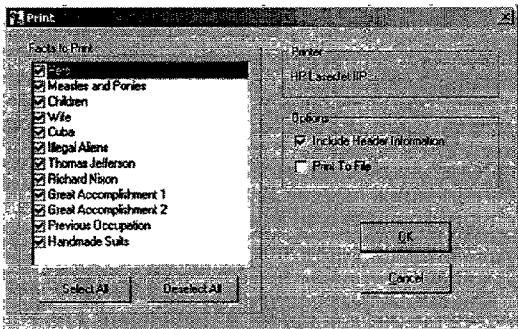 Print
Facts to Print
Measles and Ponies
Children
Wife
Cuba
Illegal Aliens
Thomas Jefferson
Richard Nixon
Great Accomplishment 1
Great Accomplishment 2
Previous Occupation
Handmade Suits
Select All
Deselect All
Printer
HP LaserJet IIP
Options
Include Header Information
Print To File
OK
Cancel